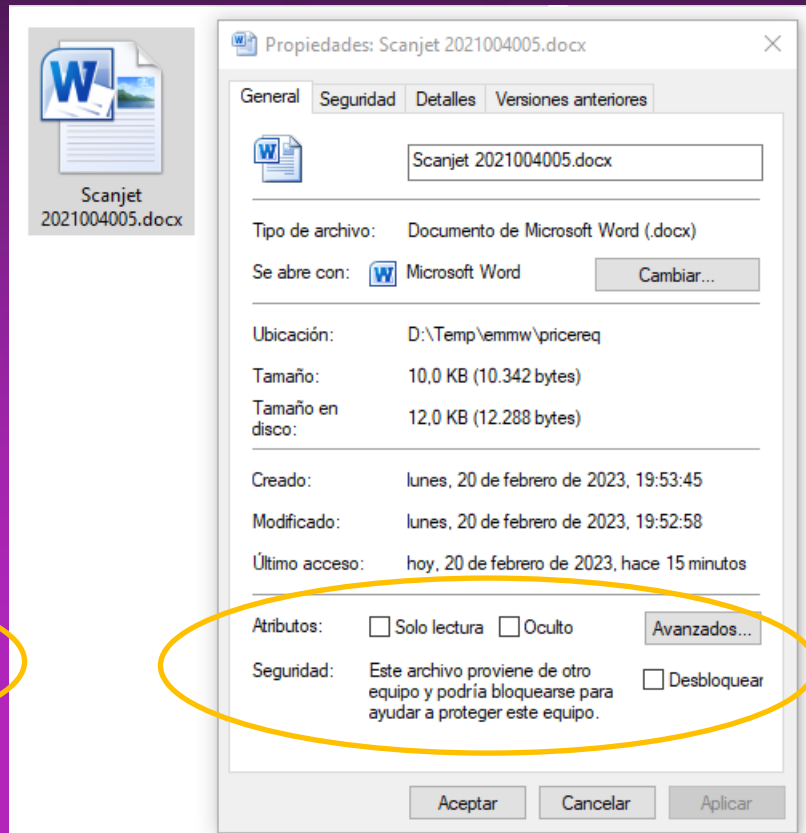 Scanjet
2021004005.docx
Propiedades: Scanjet 2021004005.docx
General Seguridad Detalles Versiones anteriores
Scanjet 2021004005.docx
Tipo de archivo: Documento de Microsoft Word (.docx)
Se abre con: Microsoft Word Cambiar...
Ubicación: D:\Temp\emmw\pricereq
Tamaño: 10,0 KB (10.342 bytes)
Tamaño en
disco: 12,0 KB (12.288 bytes)
Creado: lunes, 20 de febrero de 2023, 19:53:45
Modificado: lunes, 20 de febrero de 2023, 19:52:58
Último acceso: hoy, 20 de febrero de 2023, hace 15 minutos
Atributos: Solo lectura Oculto Avanzados...
Seguridad: Este archivo proviene de otro
equipo y podría bloquearse para
ayudar a proteger este equipo.
Desbloquear
Aceptar Cancelar Aplicar